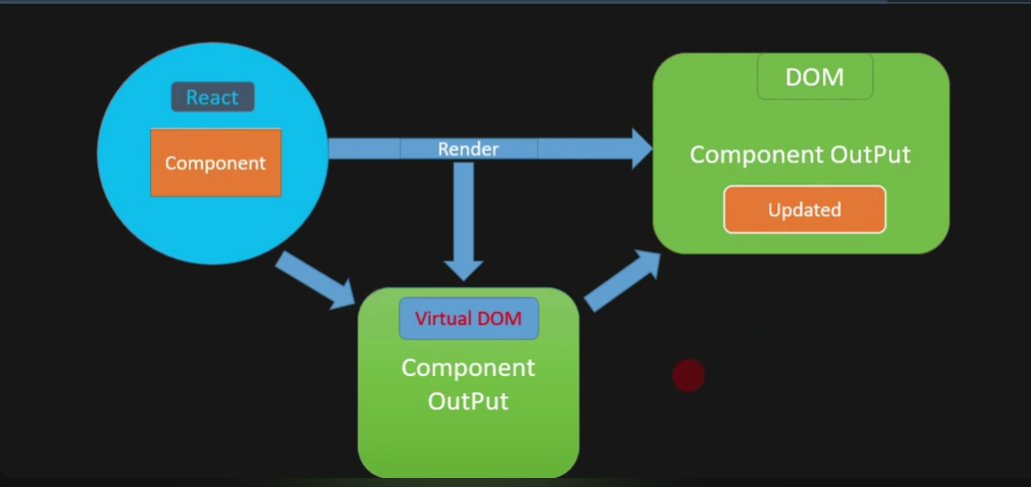 React
Component
Render
DOM
Component OutPut
Updated
Virtual DOM
Component
OutPut